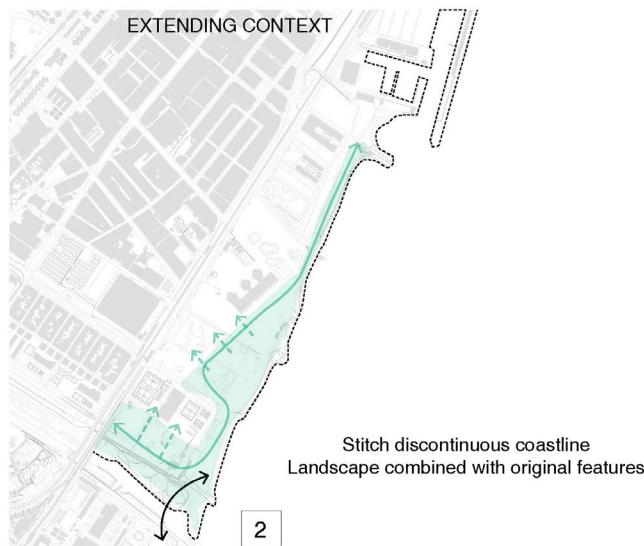 EXTENDING CONTEXT
Stitch discontinuous coastline
Landscape combined with original features
2